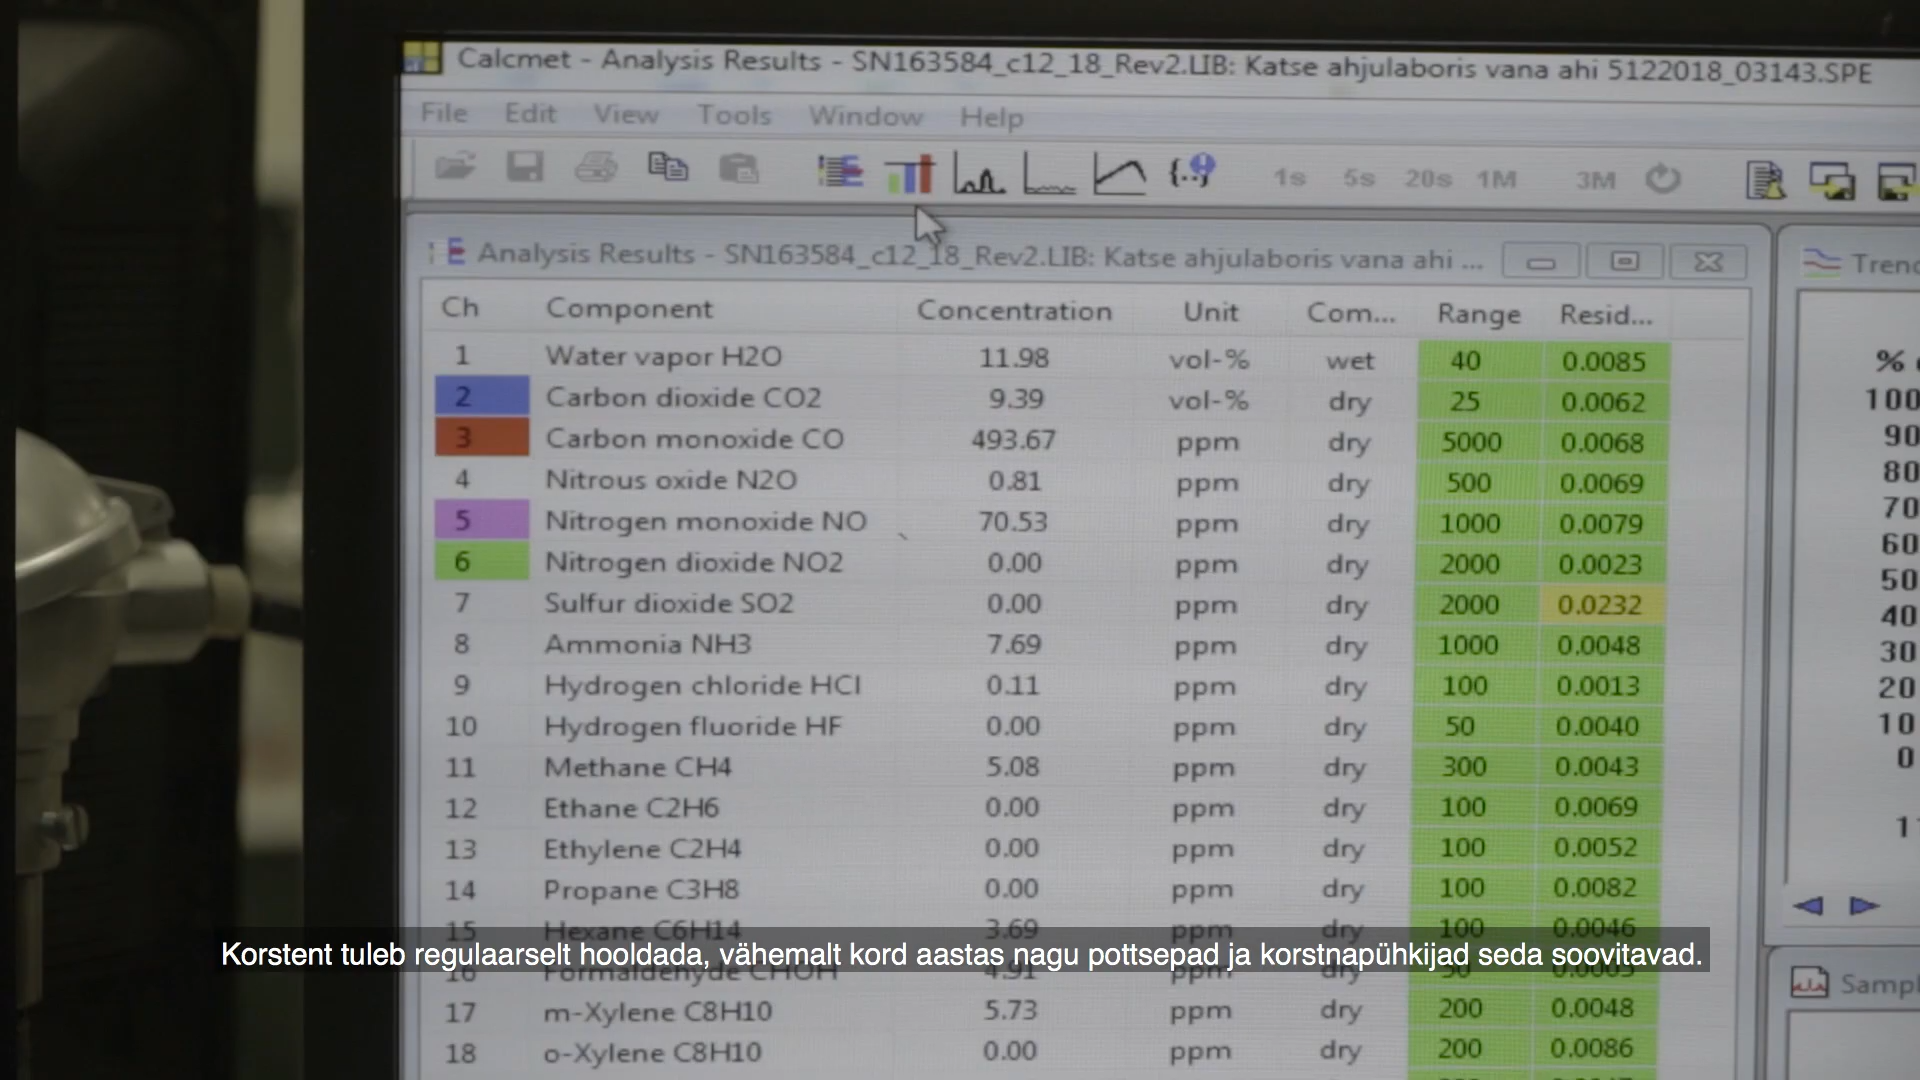 Calcmet - Analysis Results - SN163584_c12_18_Rev2.LIB: Katse ahjulaboris vana ahi 5122018_03143.SPE
File Edit View Tools Window Help
1s 5s 20s 1M 3M
Analysis Results - SN163584_c12_18_Rev2.LIB: Katse ahjulaboris vana ahi ...
Ch Component Concentration Unit Com... Range Resid...
1 Water vapor H2O 11.98 vol-% wet 40 0.0085
2 Carbon dioxide CO2 9.39 vol-% dry 25 0.0062
3 Carbon monoxide CO 493.67 ppm dry 5000 0.0068
4 Nitrous oxide N2O 0.81 ppm dry 500 0.0069
5 Nitrogen monoxide NO 70.53 ppm dry 1000 0.0079
6 Nitrogen dioxide NO2 0.00 ppm dry 2000 0.0023
7 Sulfur dioxide SO2 0.00 ppm dry 2000 0.0232
8 Ammonia NH3 7.69 ppm dry 1000 0.0048
9 Hydrogen chloride HCl 0.11 ppm dry 100 0.0013
10 Hydrogen fluoride HF 0.00 ppm dry 50 0.0040
11 Methane CH4 5.08 ppm dry 300 0.0043
12 Ethane C2H6 0.00 ppm dry 100 0.0069
13 Ethylene C2H4 0.00 ppm dry 100 0.0052
14 Propane C3H8 0.00 ppm dry 100 0.0082
15 Hexane C6H14 3.69 ppm dry 100 0.0046
Korstent tuleb regulaarselt hooldada, vähemalt kord aastas nagu pottsepad ja korstnapühkijad seda soovitavad.
16 Formaldehyde CHOH 4.91 ppm dry 50
17 m-Xylene C8H10 5.73 ppm dry 200 0.0048
18 o-Xylene C8H10 0.00 ppm dry 200 0.0086
%
100
90
80
70
60
50
40
30
20
10
0